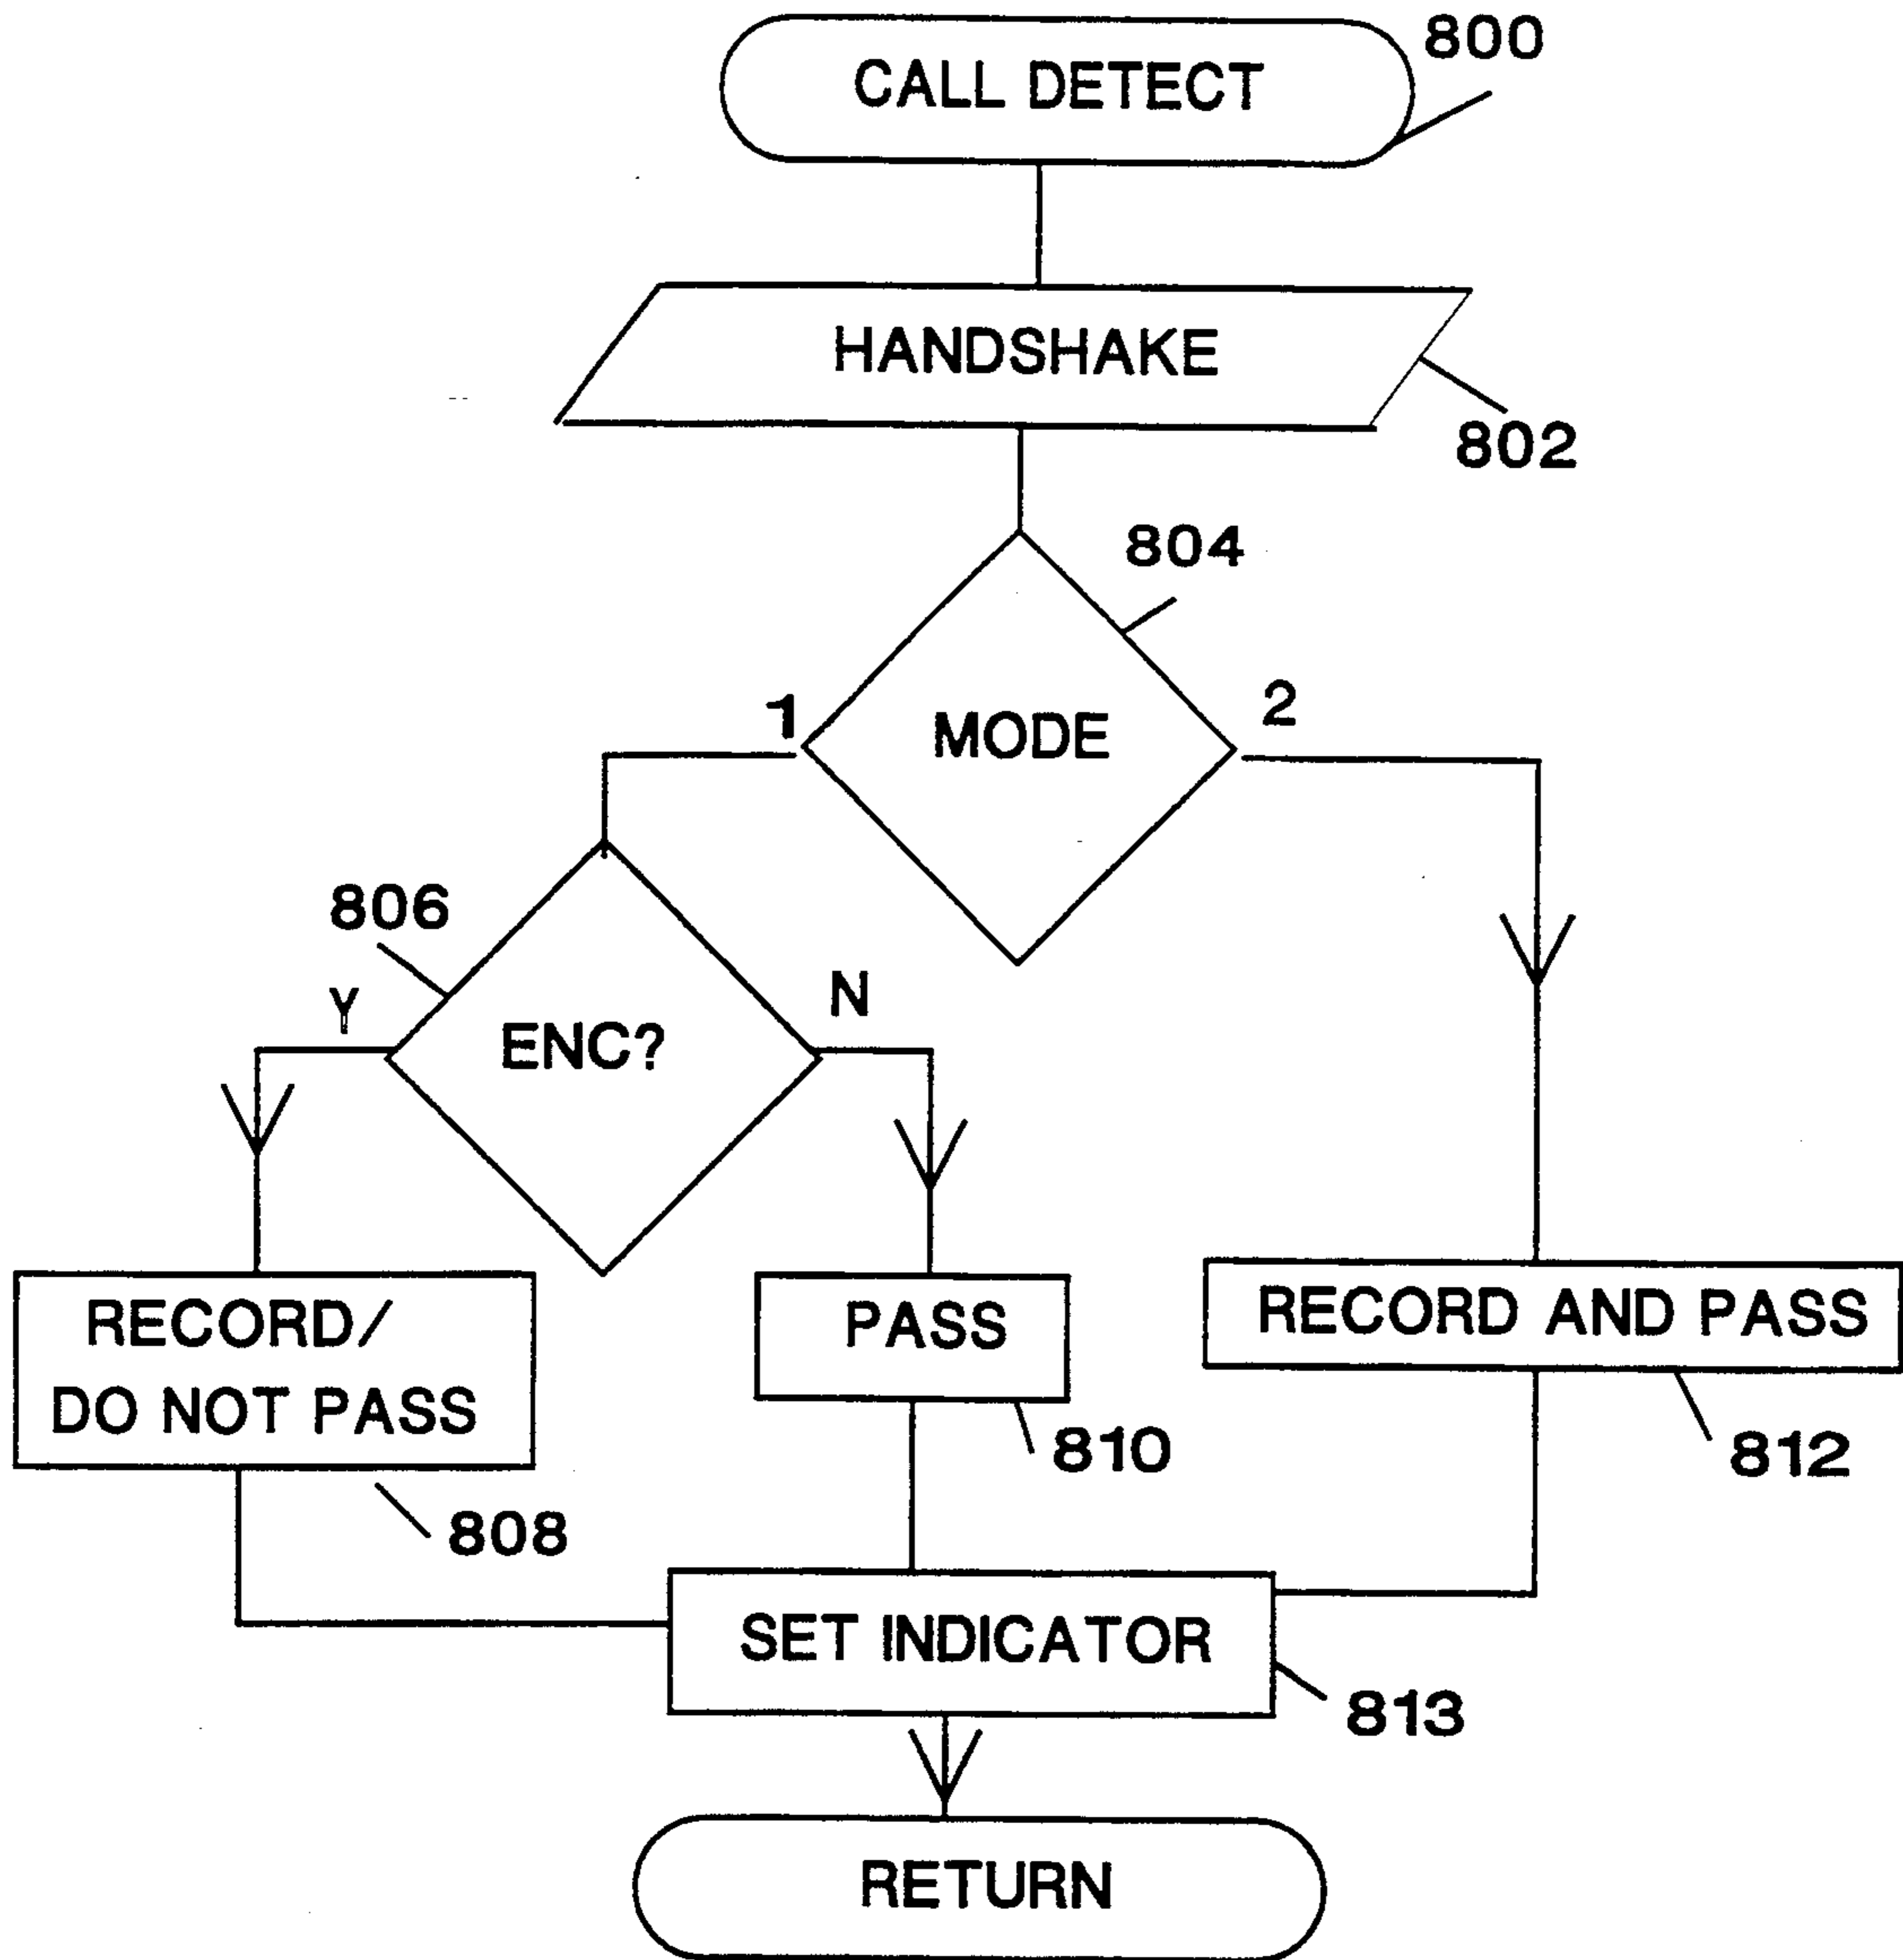 CALL DETECT
800
HANDSHAKE
802
804
1
MODE
2
806
Y
ENC?
N
RECORD/
DO NOT PASS
808
PASS
810
RECORD AND PASS
812
SET INDICATOR
813
RETURN